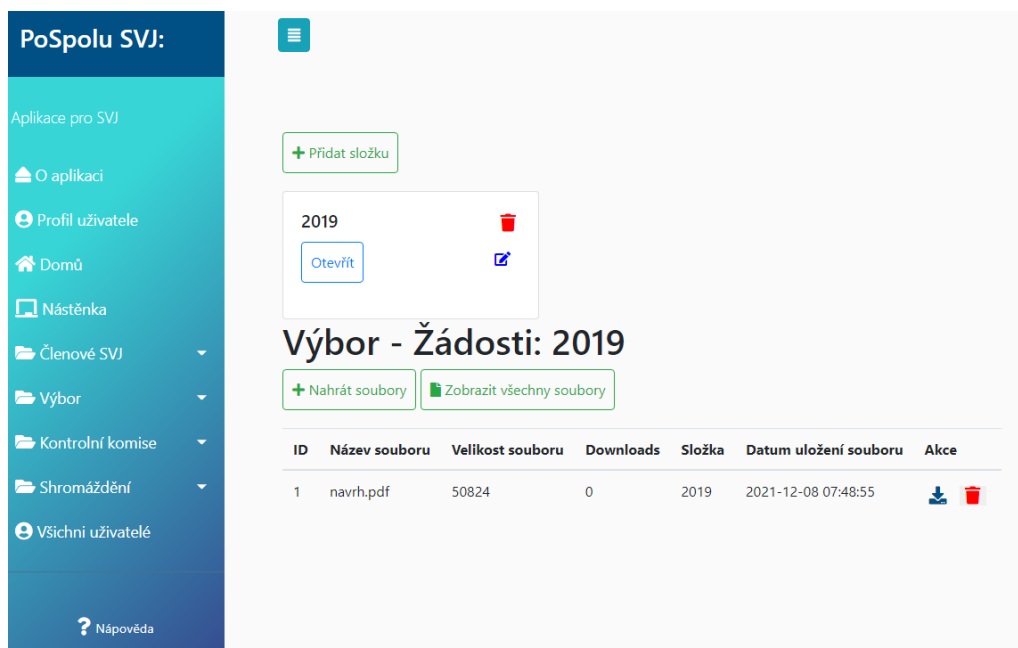 PoSpolu SVJ:
Aplikace pro SVJ
O aplikaci
Profil uživatele
Domů
Nástěnka
Členové SVJ
Výbor
Kontrolní komise
Shromáždění
Všichni uživatelé
Nápověda
Přidat složku
2019
Otevřít
Výbor - Žádosti: 2019
Nahrát soubory Zobrazit všechny soubory
ID Název souboru Velikost souboru Downloads Složka Datum uložení souboru Akce
1 navrh.pdf 50824 0 2019 2021-12-08 07:48:55